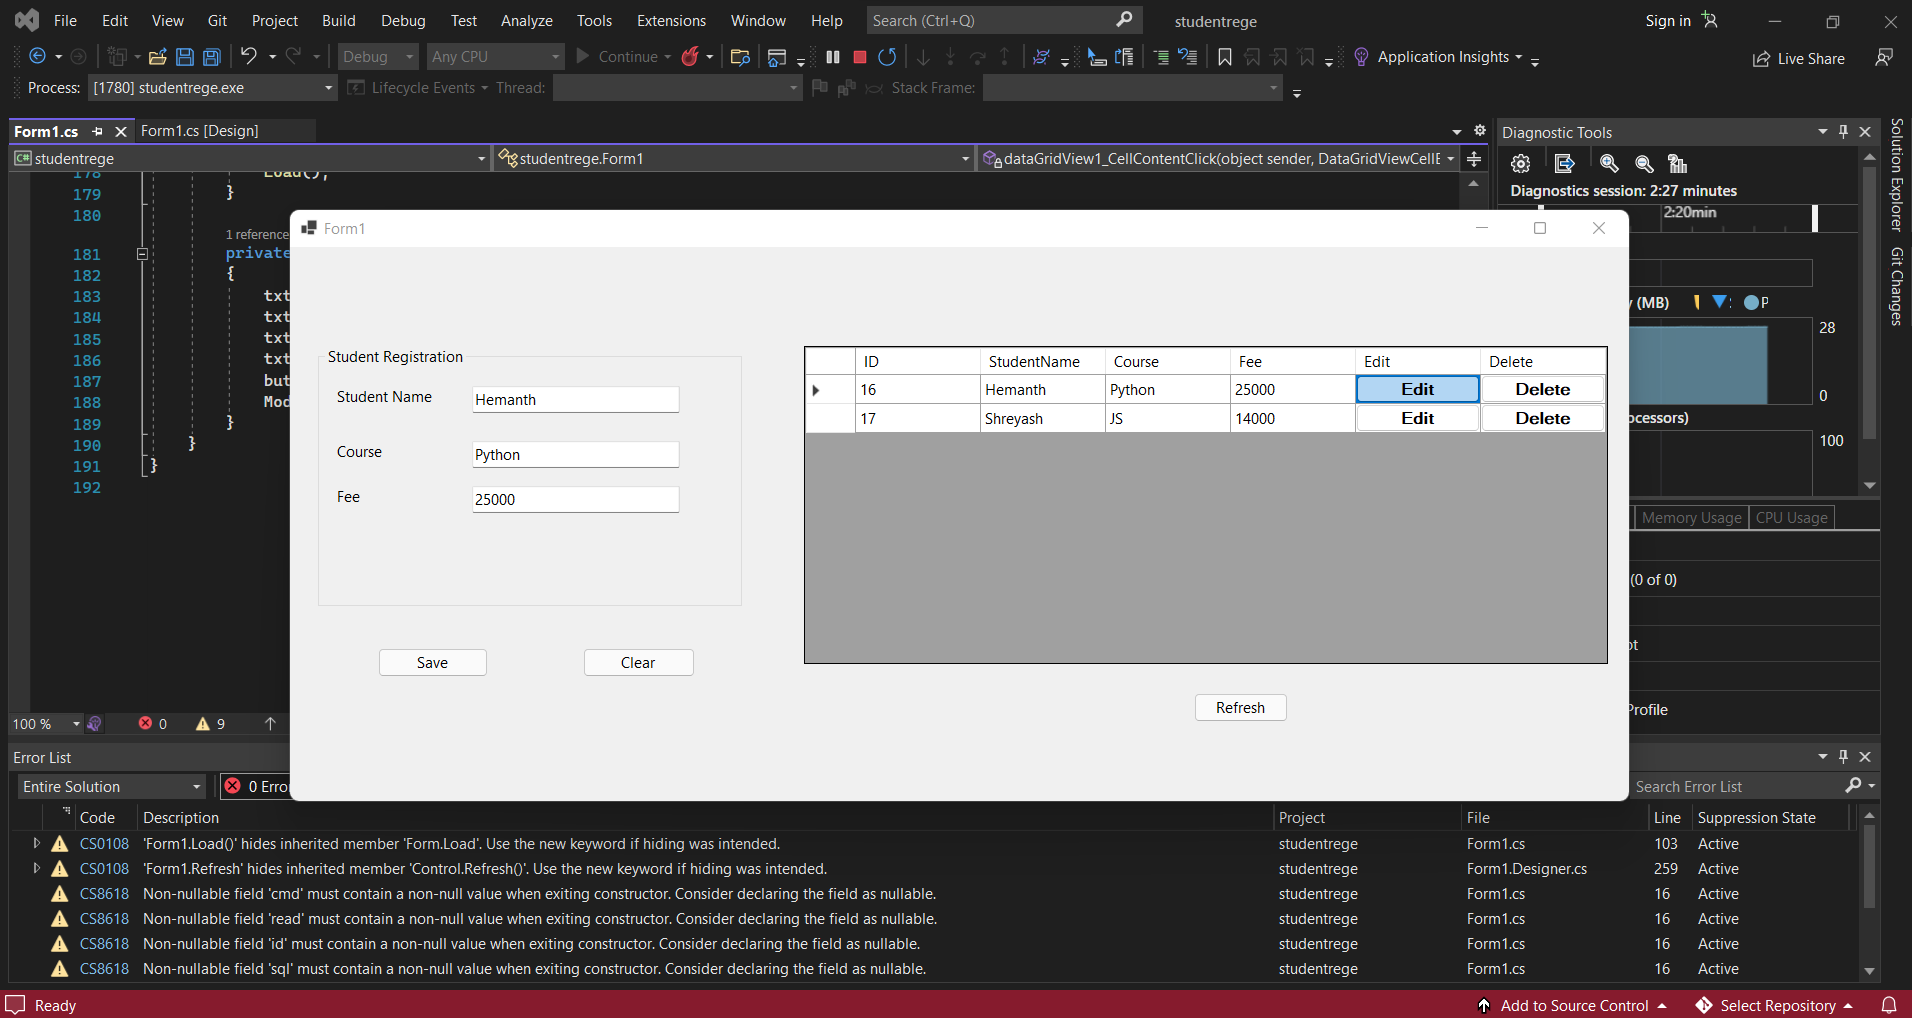 File Edit View Git Project Build Debug Test Analyze Tools Extensions Window Help Search (Ctrl+Q) studentrege Sign in
Debug Any CPU Continue Application Insights Live Share
Process: [1780] studentrege.exe Lifecycle Events Thread: Stack Frame:
Form1.cs Form1.cs [Design]
studentrege studentrege.Form1 dataGridView1_CellContentClick(object sender, DataGridViewCellE
178 Load();
179 }
180
1 reference
181 private
182 {
183 txt
184 txt
185 txt
186 txt
187 but
188 Mod
189 }
190 }
191 }
192
100 % 0 9
Form1
Student Registration
Student Name Hemanth
Course Python
Fee 25000
Save Clear
ID StudentName Course Fee Edit Delete
16 Hemanth Python 25000 Edit Delete
17 Shreyash JS 14000 Edit Delete
Refresh
Diagnostic Tools
Diagnostics session: 2:27 minutes
2:20min
(MB) P
28
0
ocessors)
100
Memory Usage CPU Usage
(0 of 0)
ot
Profile
Solution Explorer
Git Changes
Error List
Entire Solution 0 Erro Search Error List
Code Description Project File Line Suppression State
CS0108 'Form1.Load()' hides inherited member 'Form.Load'. Use the new keyword if hiding was intended. studentrege Form1.cs 103 Active
CS0108 'Form1.Refresh' hides inherited member 'Control.Refresh()'. Use the new keyword if hiding was intended. studentrege Form1.Designer.cs 259 Active
CS8618 Non-nullable field 'cmd' must contain a non-null value when exiting constructor. Consider declaring the field as nullable. studentrege Form1.cs 16 Active
CS8618 Non-nullable field 'read' must contain a non-null value when exiting constructor. Consider declaring the field as nullable. studentrege Form1.cs 16 Active
CS8618 Non-nullable field 'id' must contain a non-null value when exiting constructor. Consider declaring the field as nullable. studentrege Form1.cs 16 Active
CS8618 Non-nullable field 'sql' must contain a non-null value when exiting constructor. Consider declaring the field as nullable. studentrege Form1.cs 16 Active
Ready Add to Source Control Select Repository